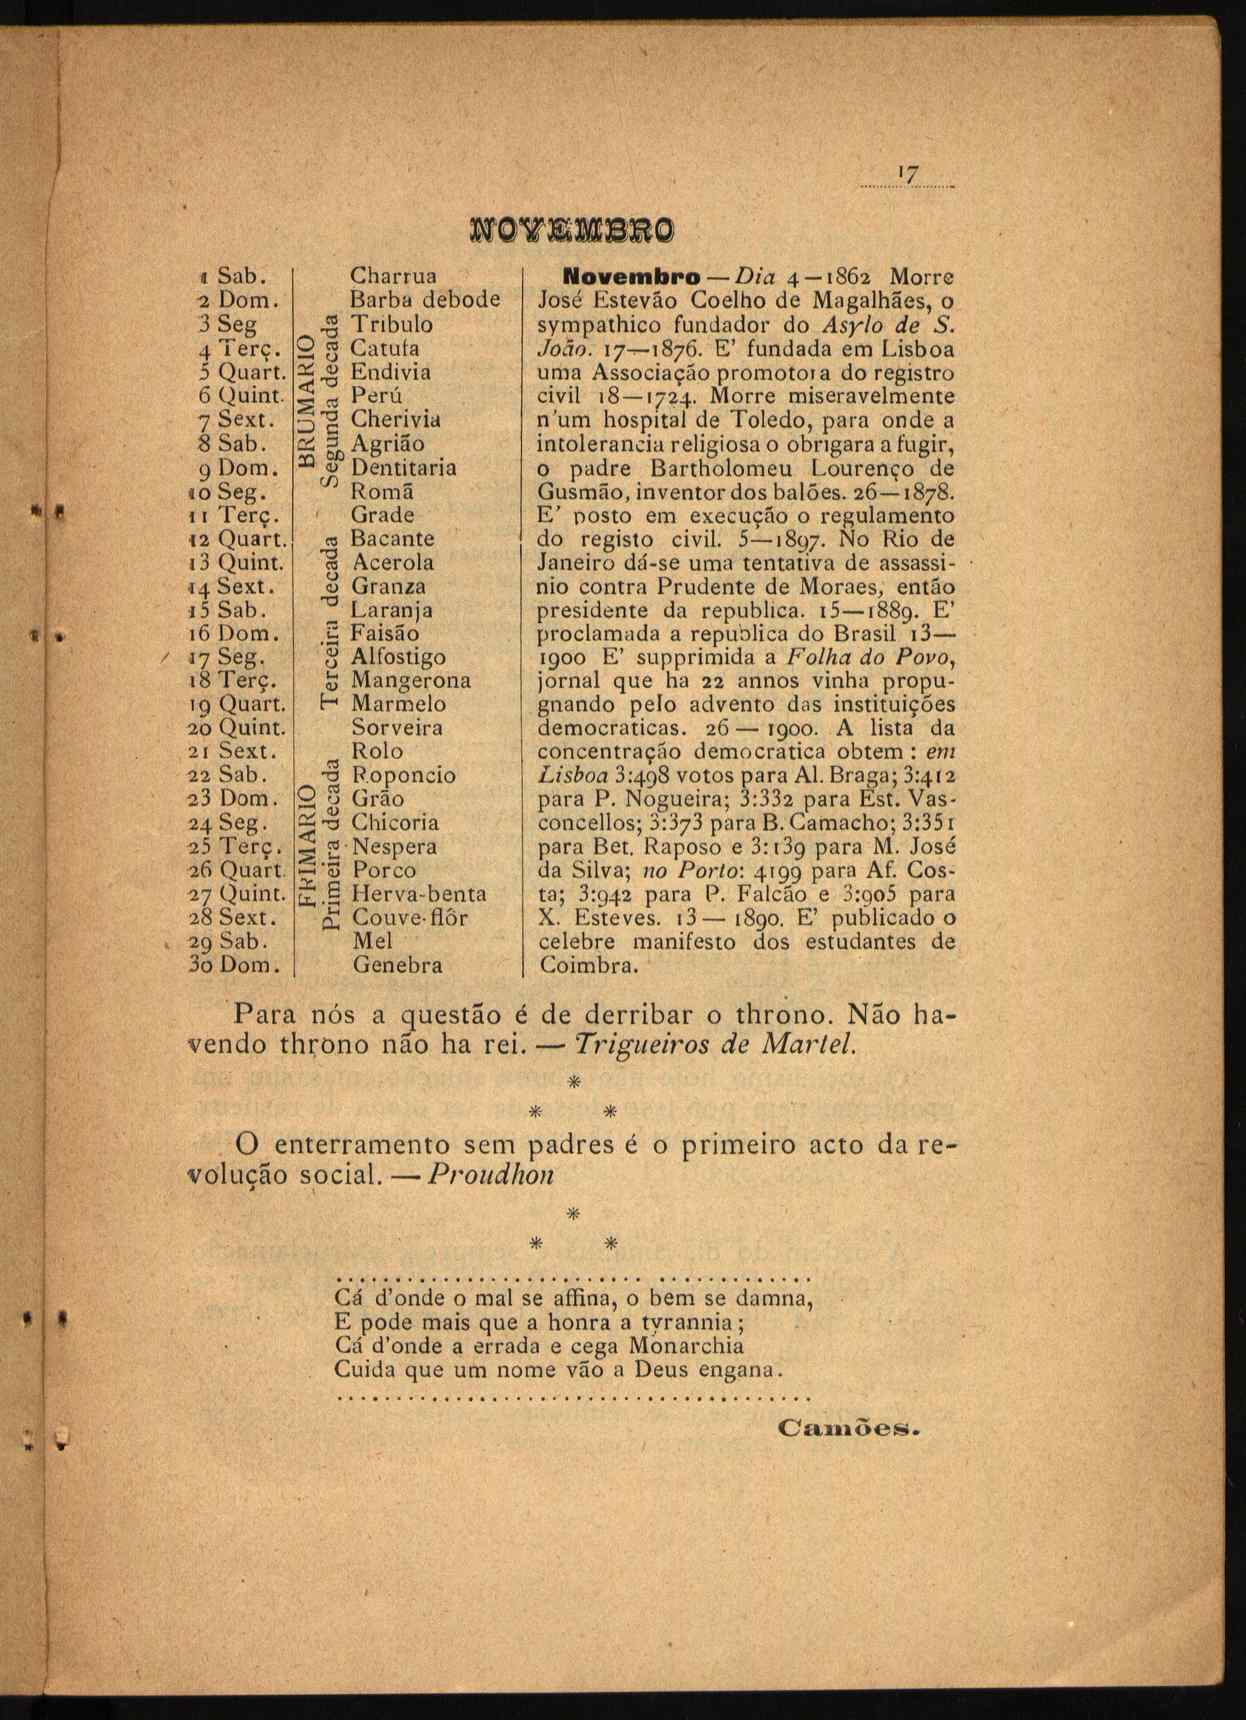 17
NOVEMBRO
1 Sab. Charrua
2 Dom. Barba debode
3 Seg Tribulo
4 Terç. Catuta
5 Quart. Endivia
6 Quint. Perú
7 Sext. Cherivia
8 Sab. Agrião
9 Dom. Dentitaria
10 Seg. Romã
11 Terç. Grade
12 Quart. Bacante
13 Quint. Acerola
14 Sext. Granza
15 Sab. Laranja
16 Dom. Faisão
17 Seg. Alfostigo
18 Terç. Mangerona
19 Quart. Marmelo
20 Quint. Sorveira
21 Sext. Rolo
22 Sab. Roponcio
23 Dom. Grão
24 Seg. Chicoria
25 Terç. Nespera
26 Quart. Porco
27 Quint. Herva-benta
28 Sext. Couve-flôr
29 Sab. Mel
30 Dom. Genebra
BRUMARIO
Segunda decada
Terceira decada
FRIMARIO
Primeira decada
Novembro — Dia 4 — 1862 Morre
José Estevão Coelho de Magalhães, o
sympathico fundador do Asylo de S.
João. 17—1876. E' fundada em Lisboa
uma Associação promotora do registro
civil 18—1724. Morre miseravelmente
n'um hospital de Toledo, para onde a
intolerancia religiosa o obrigara a fugir,
o padre Bartholomeu Lourenço de
Gusmão, inventor dos balões. 26—1878.
E' posto em execução o regulamento
do registo civil. 5—1897. No Rio de
Janeiro dá-se uma tentativa de assassi-
nio contra Prudente de Moraes, então
presidente da republica. 15—1889. E'
proclamada a republica do Brasil 13—
1900 E' supprimida a Folha do Povo,
jornal que ha 22 annos vinha propu-
gnando pelo advento das instituições
democraticas. 26 — 1900. A lista da
concentração democratica obtem : em
Lisboa 3:498 votos para Al. Braga; 3:412
para P. Nogueira; 3:332 para Est. Vas-
concellos; 3:373 para B. Camacho; 3:351
para Bet. Raposo e 3:139 para M. José
da Silva; no Porto: 4199 para Af. Cos-
ta; 3:942 para P. Falcão e 3:905 para
X. Esteves. 13 — 1890. E' publicado o
celebre manifesto dos estudantes de
Coimbra.
Para nós a questão é de derribar o throno. Não ha-
vendo throno não ha rei. — Trigueiros de Martel.
*
* *
O enterramento sem padres é o primeiro acto da re-
volução social. — Proudhon
*
* *
Cá d'onde o mal se affina, o bem se damna,
E pode mais que a honra a tyrannia ;
Cá d'onde a errada e cega Monarchia
Cuida que um nome vão a Deus engana.
Camões.